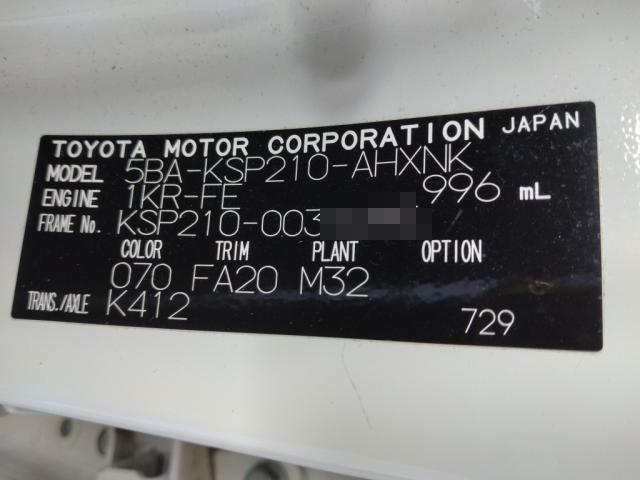 TOYOTA MOTOR CORPORATION JAPAN
MODEL 5BA-KSP210-AHXNK
ENGINE 1KR-FE 996 mL
FRAME No. KSP210-003
COLOR TRIM PLANT OPTION
070 FA20 M32
TRANS./AXLE K412
729